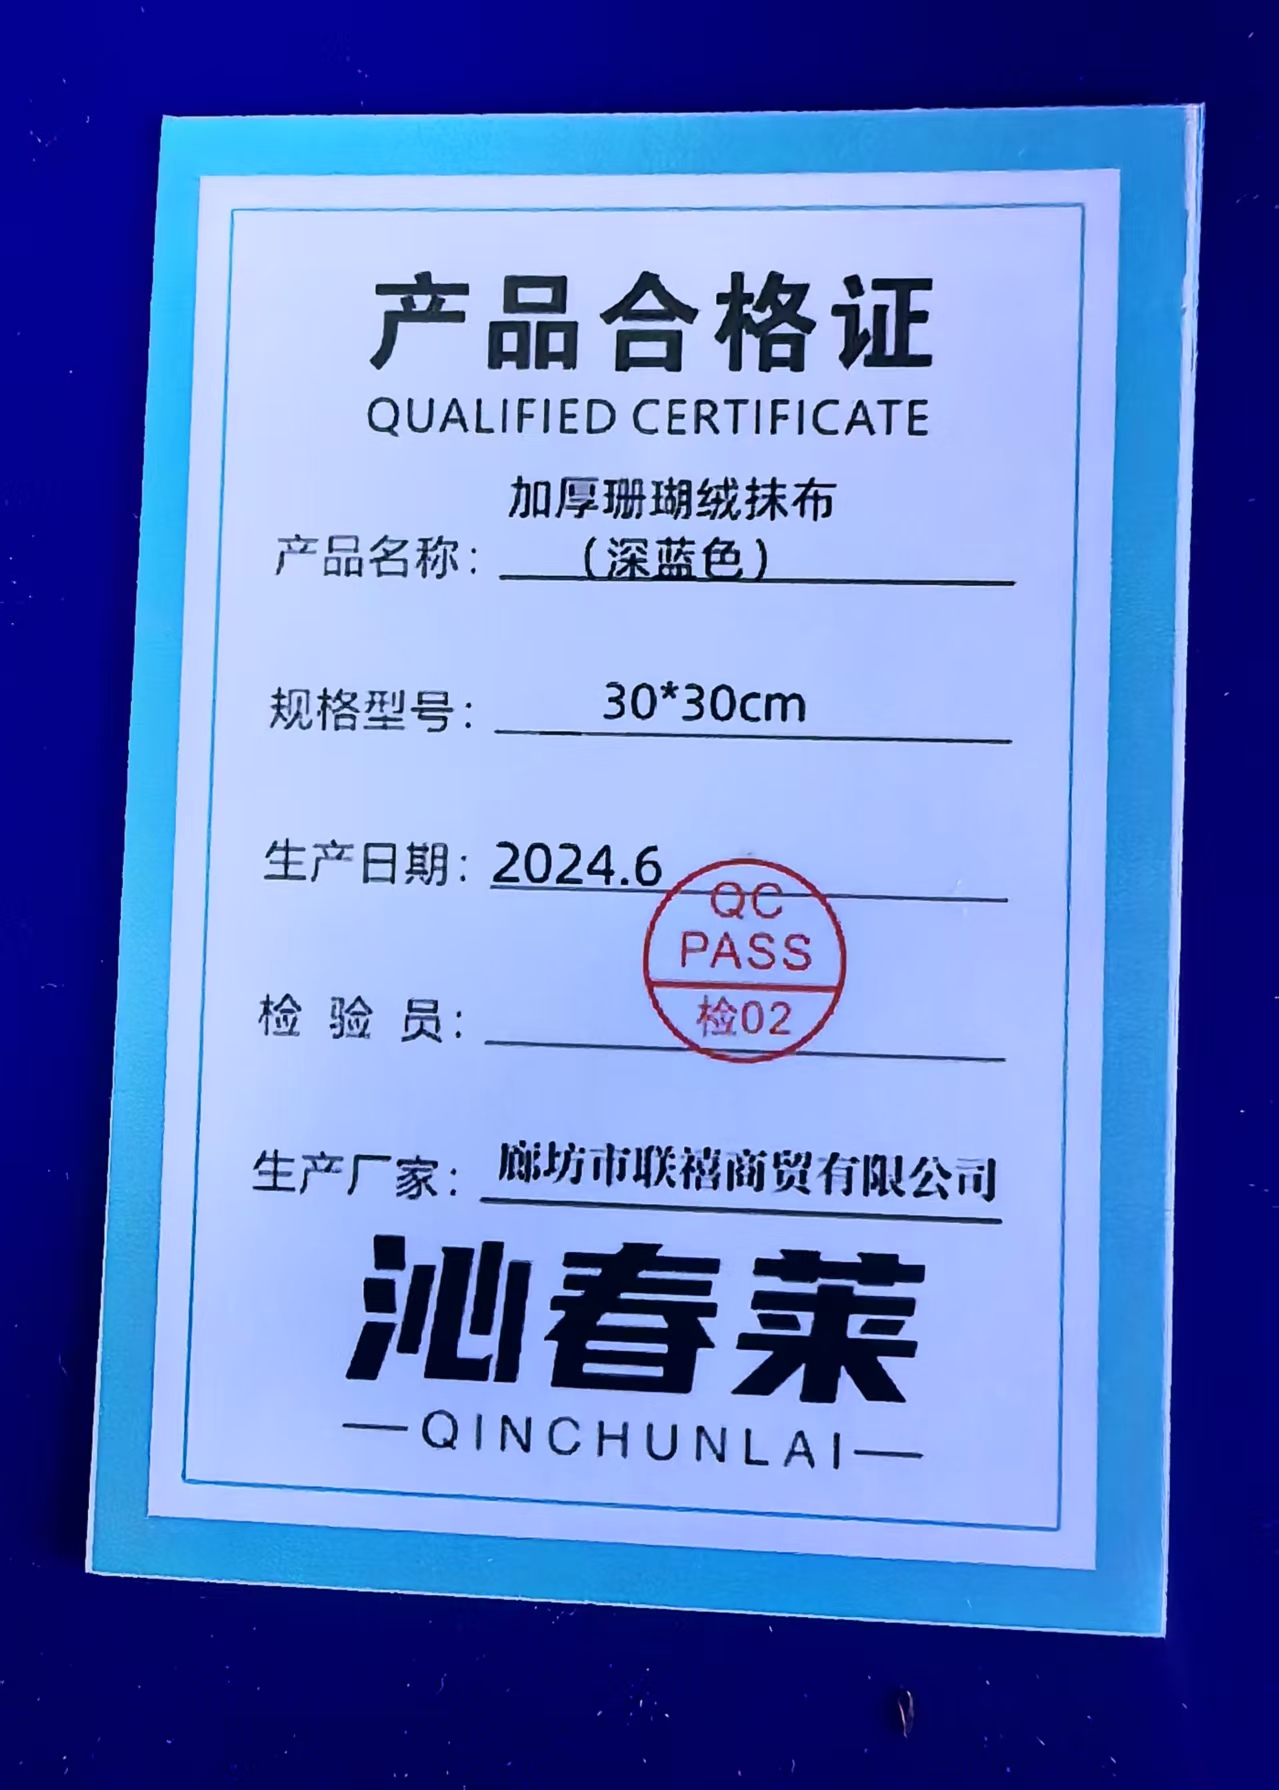 产品合格证
QUALIFIED CERTIFICATE
加厚珊瑚绒抹布
产品名称：（深蓝色）
规格型号：30*30cm
生产日期：2024.6
QC
PASS
检02
检验员：
生产厂家：廊坊市联禧商贸有限公司
沁春莱
—QINCHUNLAI—